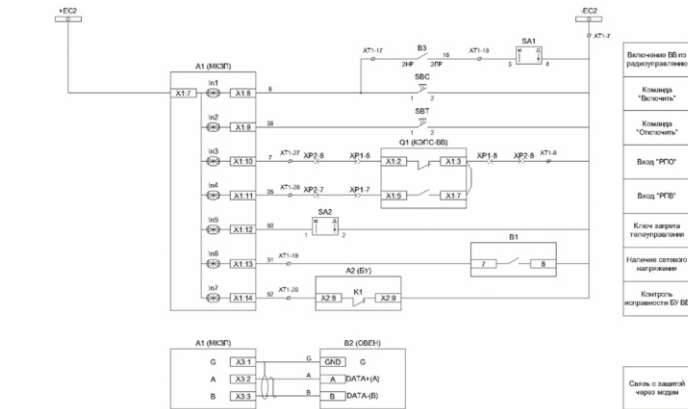 +EC2
-EC2
XT1-7
XT1-17
B3
16
XT1-18
SA1
2НР
2ПР
3
4
Включение ВВ по
радиоуправлению
A1 (МКЗП)
In1
X1:7
X1:8
6
SBC
1
2
Команда
"Включить"
In2
X1:9
38
SBT
1
2
Команда
"Отключить"
In3
X1:10
7
XT1-27
XP2-6
XP1-6
Q1 (КЭПС-ВВ)
X1:2
X1:3
XP1-8
XP2-8
XT1-8
Вход "РПО"
In4
X1:11
35
XT1-28
XP2-7
XP1-7
X1:5
X1:7
Вход "РПВ"
In5
X1:12
50
SA2
1
2
Ключ запрета
телеуправления
In6
X1:13
51
XT1-19
B1
7
8
Наличие сетевого
напряжения
In7
X1:14
52
XT1-20
A2 (БУ)
X2:8
K1
X2:9
Контроль
исправности БУ ВВ
A1 (МКЗП)
B2 (ОВЕН)
G
X3:1
G
GND
G
A
X3:2
A
A
DATA+(A)
B
X3:3
B
B
DATA-(B)
Связь с защитой
через модем